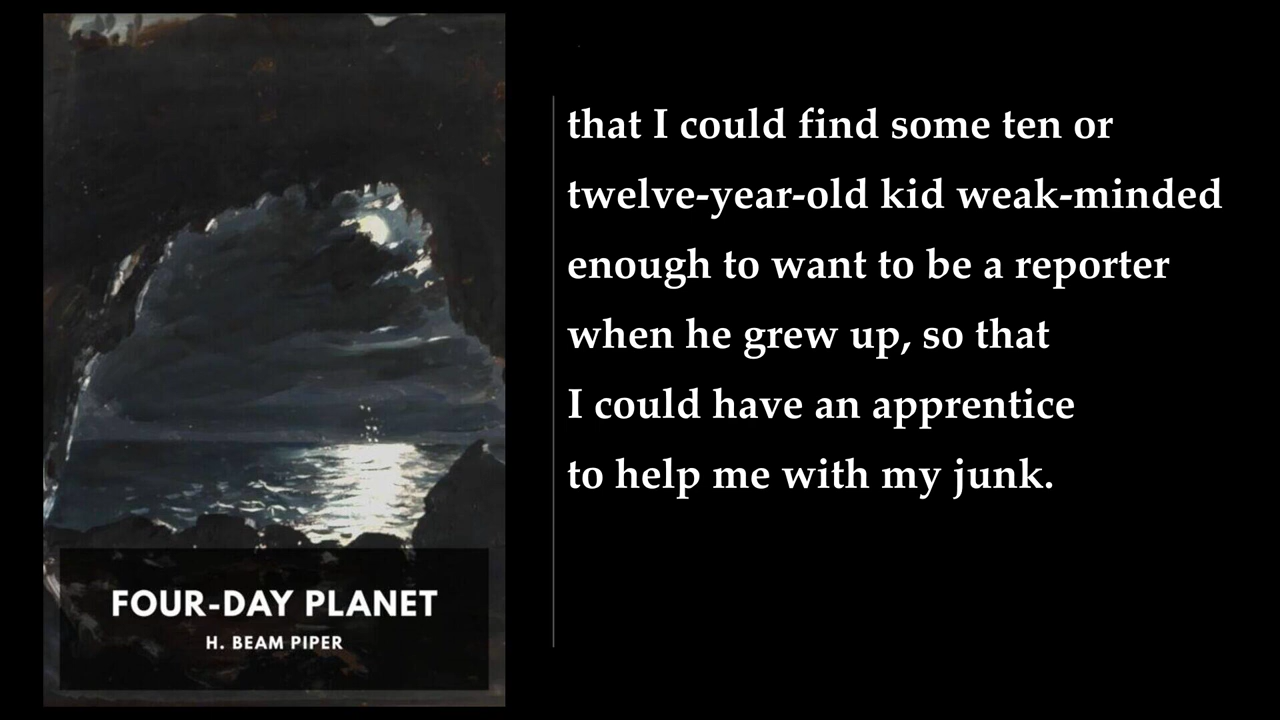 that I could find some ten or
twelve-year-old kid weak-minded
enough to want to be a reporter
when he grew up, so that
I could have an apprentice
to help me with my junk.
FOUR-DAY PLANET
H. BEAM PIPER